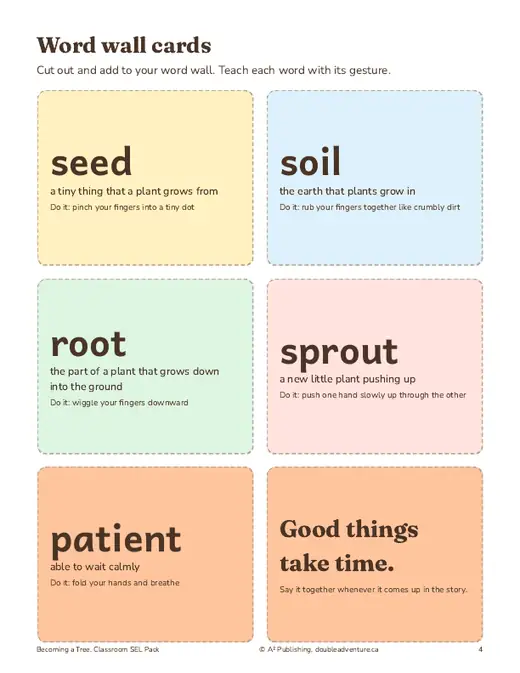 Word wall cards
Cut out and add to your word wall. Teach each word with its gesture.
seed
a tiny thing that a plant grows from
Do it: pinch your fingers into a tiny dot
soil
the earth that plants grow in
Do it: rub your fingers together like crumbly dirt
root
the part of a plant that grows down
into the ground
Do it: wiggle your fingers downward
sprout
a new little plant pushing up
Do it: push one hand slowly up through the other
patient
able to wait calmly
Do it: fold your hands and breathe
Good things
take time.
Say it together whenever it comes up in the story.
Becoming a Tree, Classroom SEL Pack
© A² Publishing, doubleadventure.ca
4